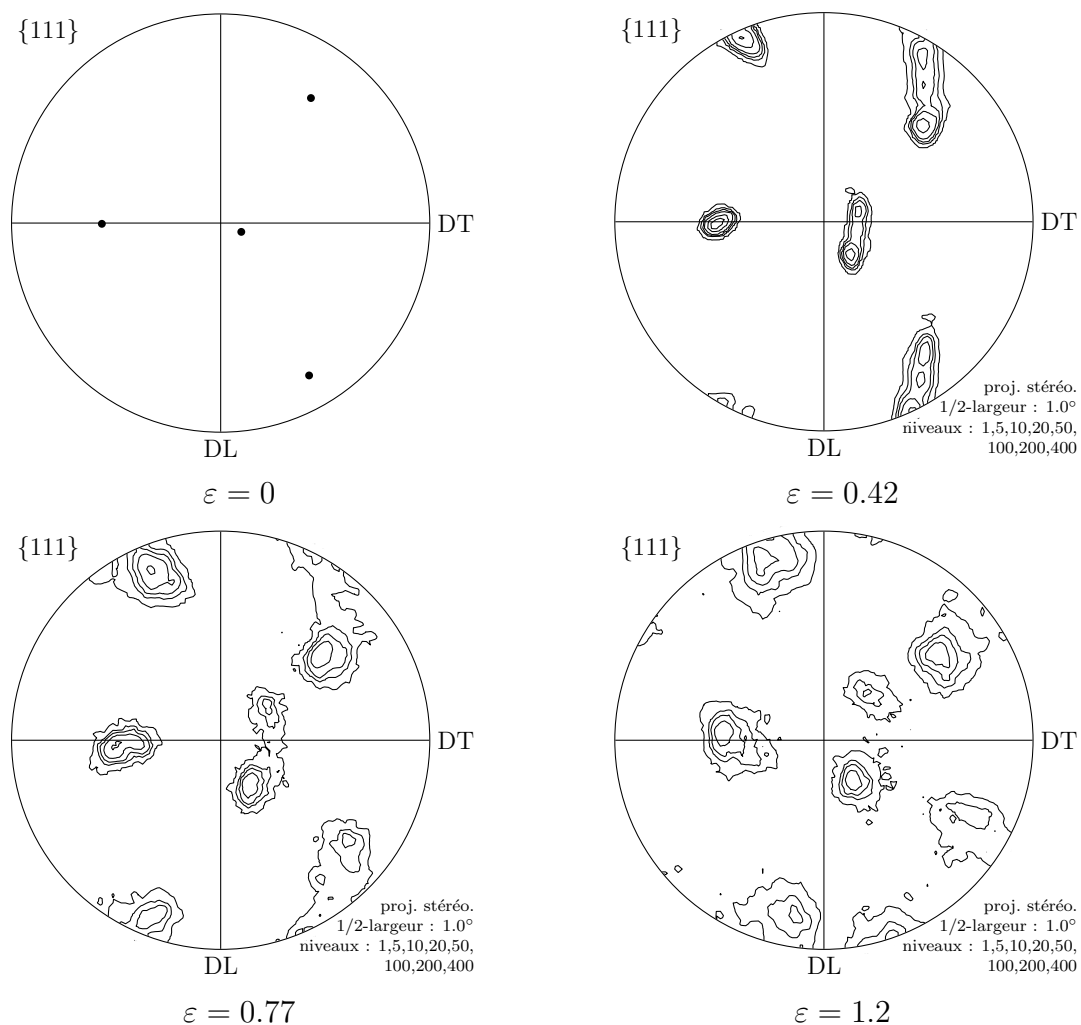 {111}
DT
DL
ε = 0
{111}
DT
proj. stéréo.
1/2-largeur : 1.0°
niveaux : 1,5,10,20,50,
100,200,400
DL
ε = 0.42
{111}
DT
proj. stéréo.
1/2-largeur : 1.0°
niveaux : 1,5,10,20,50,
100,200,400
DL
ε = 0.77
{111}
DT
proj. stéréo.
1/2-largeur : 1.0°
niveaux : 1,5,10,20,50,
100,200,400
DL
ε = 1.2